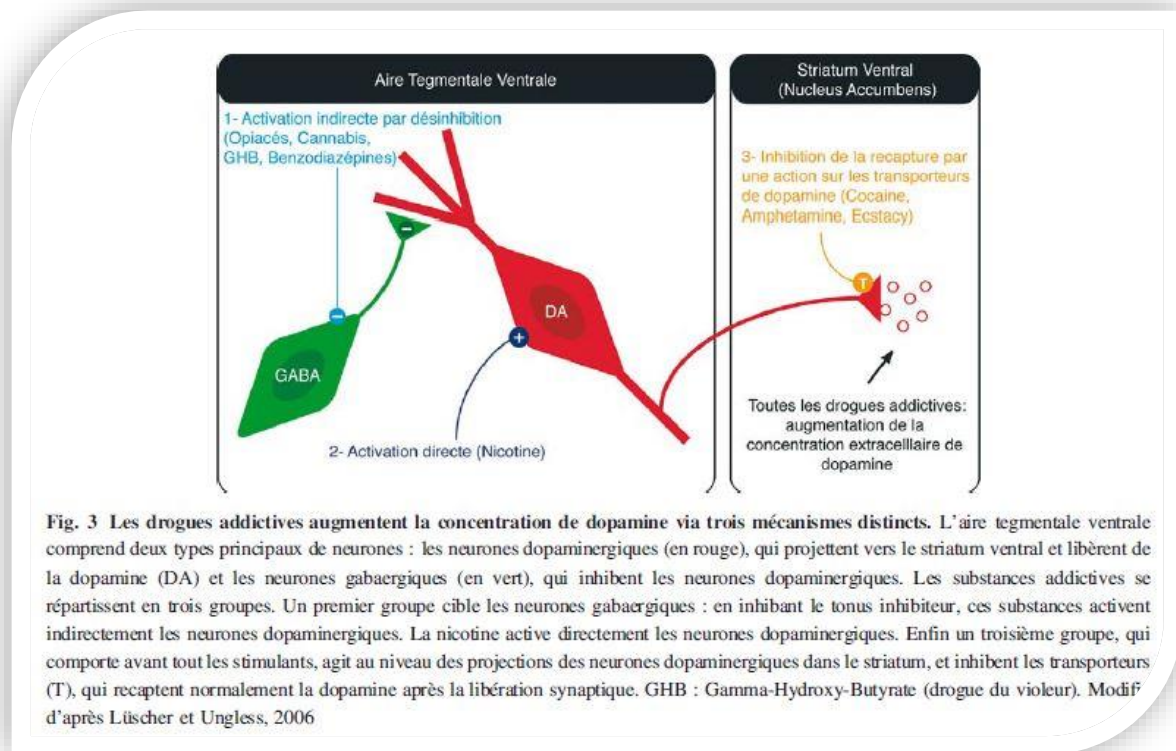 Aire Tegmentale Ventrale
1- Activation indirecte par désinhibition
(Opiacés, Cannabis,
GHB, Benzodiazépines)
GABA
DA
2- Activation directe (Nicotine)
Striatum Ventral
(Nucleus Accumbens)
3- Inhibition de la recapture par
une action sur les transporteurs
de dopamine (Cocaine,
Amphetamine, Ecstacy)
T
Toutes les drogues addictives:
augmentation de la
concentration extracelllaire de
dopamine
Fig. 3 Les drogues addictives augmentent la concentration de dopamine via trois mécanismes distincts. L'aire tegmentale ventrale
comprend deux types principaux de neurones : les neurones dopaminergiques (en rouge), qui projettent vers le striatum ventral et libèrent de
la dopamine (DA) et les neurones gabaergiques (en vert), qui inhibent les neurones dopaminergiques. Les substances addictives se
répartissent en trois groupes. Un premier groupe cible les neurones gabaergiques : en inhibant le tonus inhibiteur, ces substances activent
indirectement les neurones dopaminergiques. La nicotine active directement les neurones dopaminergiques. Enfin un troisième groupe, qui
comporte avant tout les stimulants, agit au niveau des projections des neurones dopaminergiques dans le striatum, et inhibent les transporteurs
(T), qui recaptent normalement la dopamine après la libération synaptique. GHB : Gamma-Hydroxy-Butyrate (drogue du violeur). Modifi
d'après Lüscher et Ungless, 2006